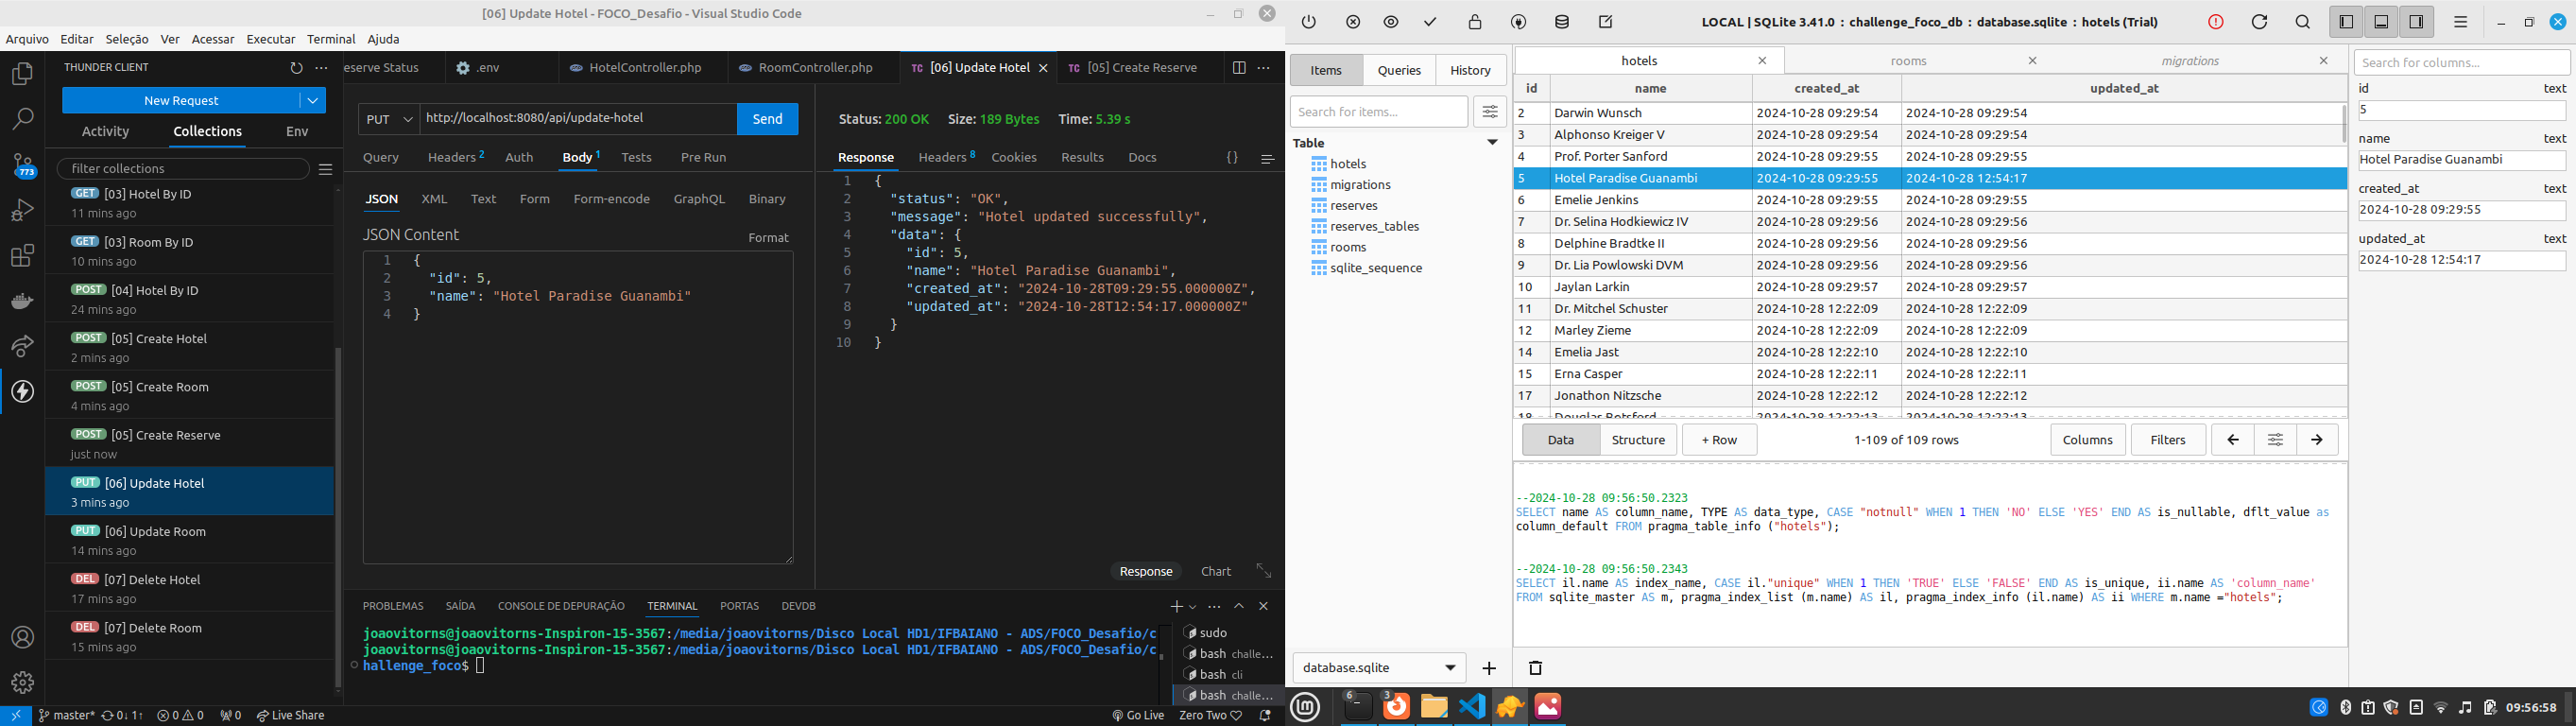 [06] Update Hotel - FOCO_Desafio - Visual Studio Code
Arquivo Editar Seleção Ver Acessar Executar Terminal Ajuda
THUNDER CLIENT
New Request
Activity Collections Env
filter collections
GET [03] Hotel By ID
11 mins ago
GET [03] Room By ID
10 mins ago
POST [04] Hotel By ID
24 mins ago
POST [05] Create Hotel
2 mins ago
POST [05] Create Room
4 mins ago
POST [05] Create Reserve
just now
PUT [06] Update Hotel
3 mins ago
PUT [06] Update Room
14 mins ago
DEL [07] Delete Hotel
17 mins ago
DEL [07] Delete Room
15 mins ago
773
eserve Status .env HotelController.php RoomController.php TC [06] Update Hotel TC [05] Create Reserve
PUT http://localhost:8080/api/update-hotel Send
Query Headers 2 Auth Body 1 Tests Pre Run
JSON XML Text Form Form-encode GraphQL Binary
JSON Content Format
1 {
2 "id": 5,
3 "name": "Hotel Paradise Guanambi"
4 }
Status: 200 OK Size: 189 Bytes Time: 5.39 s
Response Headers 8 Cookies Results Docs {}
1 {
2 "status": "OK",
3 "message": "Hotel updated successfully",
4 "data": {
5 "id": 5,
6 "name": "Hotel Paradise Guanambi",
7 "created_at": "2024-10-28T09:29:55.000000Z",
8 "updated_at": "2024-10-28T12:54:17.000000Z"
9 }
10 }
Response Chart
PROBLEMAS SAÍDA CONSOLE DE DEPURAÇÃO TERMINAL PORTAS DEVDB
joaovitorns@joaovitorns-Inspiron-15-3567:/media/joaovitorns/Disco Local HD1/IFBAIANO - ADS/FOCO_Desafio/c
joaovitorns@joaovitorns-Inspiron-15-3567:/media/joaovitorns/Disco Local HD1/IFBAIANO - ADS/FOCO_Desafio/c
hallenge_foco$
sudo
bash challe...
bash cli
bash challe...
master* 0↓ 1↑ 0 0 0 Live Share Go Live Zero Two
LOCAL | SQLite 3.41.0 : challenge_foco_db : database.sqlite : hotels (Trial)
Items Queries History
Search for items...
Table
hotels
migrations
reserves
reserves_tables
rooms
sqlite_sequence
database.sqlite
hotels rooms migrations
id name created_at updated_at
2 Darwin Wunsch 2024-10-28 09:29:54 2024-10-28 09:29:54
3 Alphonso Kreiger V 2024-10-28 09:29:54 2024-10-28 09:29:54
4 Prof. Porter Sanford 2024-10-28 09:29:55 2024-10-28 09:29:55
5 Hotel Paradise Guanambi 2024-10-28 09:29:55 2024-10-28 12:54:17
6 Emelie Jenkins 2024-10-28 09:29:55 2024-10-28 09:29:55
7 Dr. Selina Hodkiewicz IV 2024-10-28 09:29:56 2024-10-28 09:29:56
8 Delphine Bradtke II 2024-10-28 09:29:56 2024-10-28 09:29:56
9 Dr. Lia Powlowski DVM 2024-10-28 09:29:56 2024-10-28 09:29:56
10 Jaylan Larkin 2024-10-28 09:29:57 2024-10-28 09:29:57
11 Dr. Mitchel Schuster 2024-10-28 12:22:09 2024-10-28 12:22:09
12 Marley Zieme 2024-10-28 12:22:09 2024-10-28 12:22:09
14 Emelia Jast 2024-10-28 12:22:10 2024-10-28 12:22:10
15 Erna Casper 2024-10-28 12:22:11 2024-10-28 12:22:11
17 Jonathon Nitzsche 2024-10-28 12:22:12 2024-10-28 12:22:12
18 Douglas Botsford 2024-10-28 12:22:13 2024-10-28 12:22:13
Data Structure + Row 1-109 of 109 rows Columns Filters
--2024-10-28 09:56:50.2323
SELECT name AS column_name, TYPE AS data_type, CASE "notnull" WHEN 1 THEN 'NO' ELSE 'YES' END AS is_nullable, dflt_value as
column_default FROM pragma_table_info ("hotels");
--2024-10-28 09:56:50.2343
SELECT il.name AS index_name, CASE il."unique" WHEN 1 THEN 'TRUE' ELSE 'FALSE' END AS is_unique, ii.name AS 'column_name'
FROM sqlite_master AS m, pragma_index_list (m.name) AS il, pragma_index_info (il.name) AS ii WHERE m.name ="hotels";
Search for columns...
id text
5
name text
Hotel Paradise Guanambi
created_at text
2024-10-28 09:29:55
updated_at text
2024-10-28 12:54:17
6 3 09:56:58